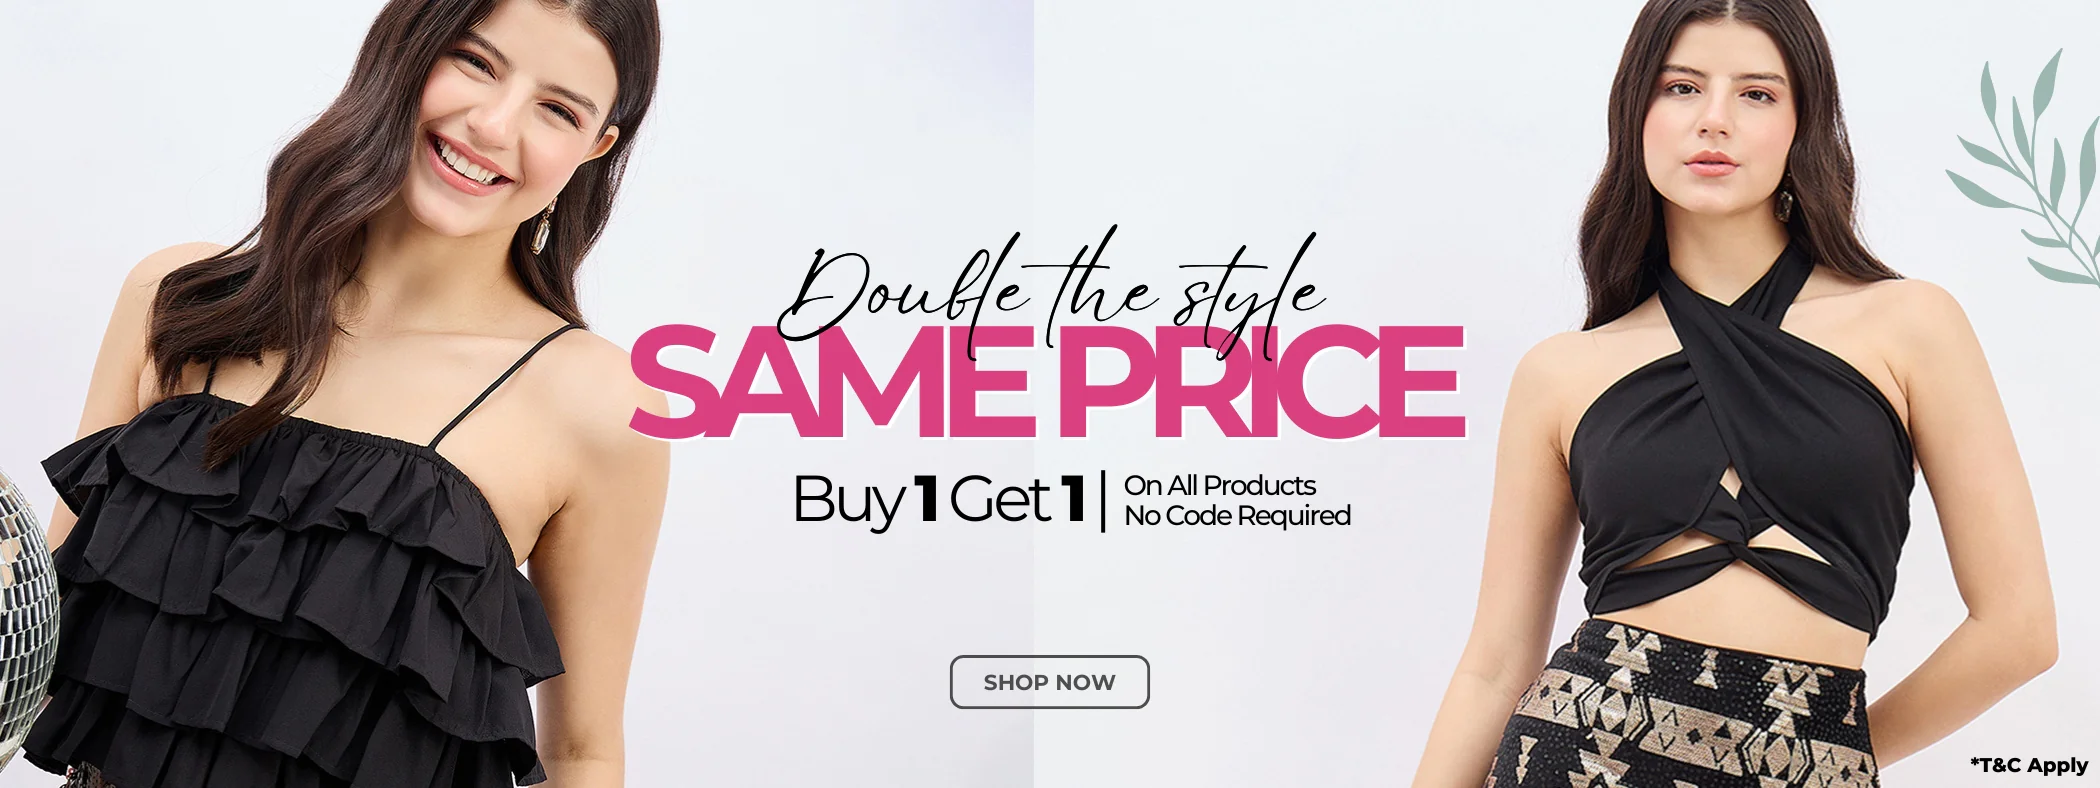 Double the style
SAME PRICE
Buy 1 Get 1
On All Products
No Code Required
SHOP NOW
*T&C Apply